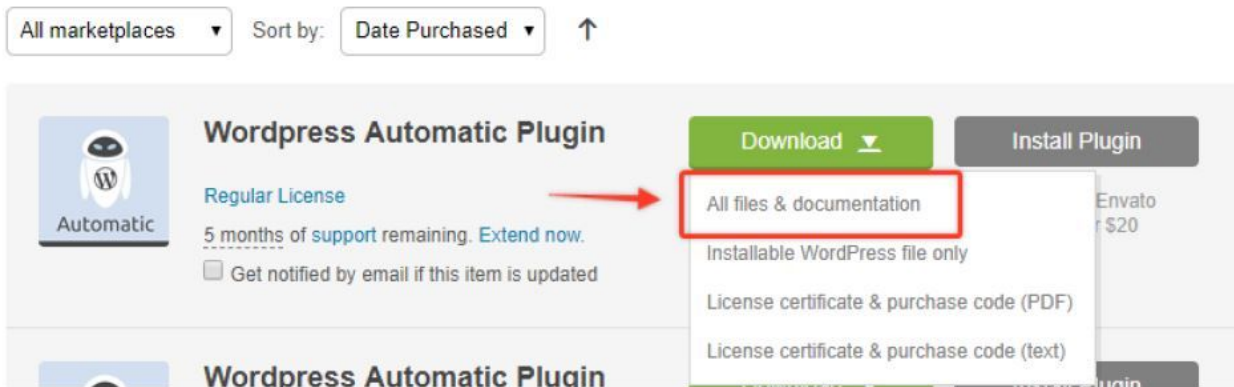 All marketplaces ▼ Sort by: Date Purchased ▼ ↑
Wordpress Automatic Plugin
Download
Install Plugin
Automatic
Regular License
5 months of support remaining. Extend now.
Get notified by email if this item is updated
All files & documentation
Installable WordPress file only
License certificate & purchase code (PDF)
License certificate & purchase code (text)
Envato
$20
Wordpress Automatic Plugin